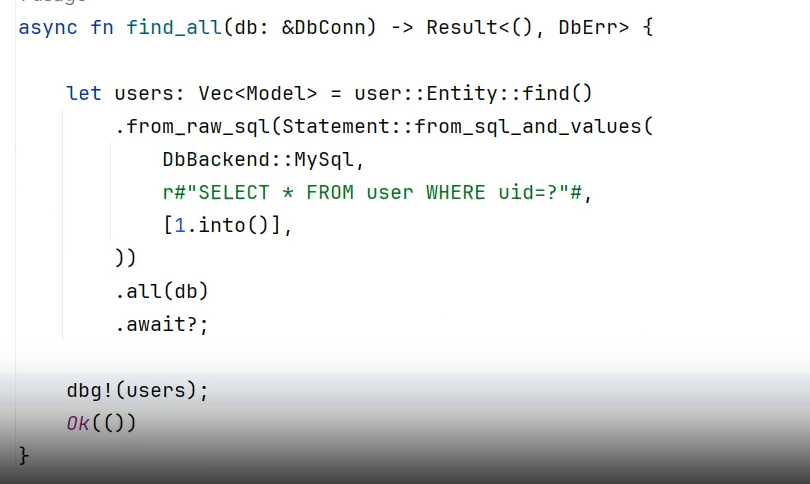 async fn find_all(db: &DbConn) -> Result<(), DbErr> {
let users: Vec<Model> = user::Entity::find()
.from_raw_sql(Statement::from_sql_and_values(
DbBackend::MySql,
r#"SELECT * FROM user WHERE uid=?"#,
[1.into()],
))
.all(db)
.await?;
dbg!(users);
Ok(())
}